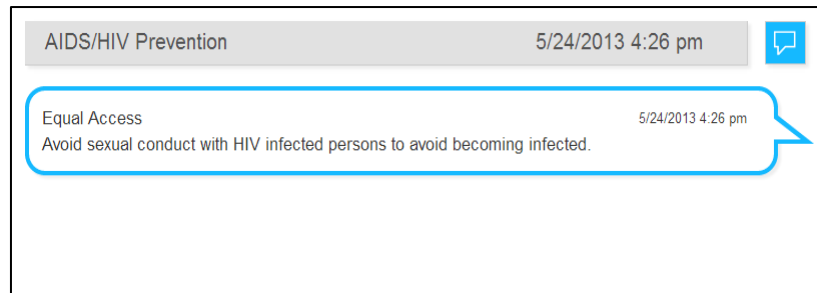 AIDS/HIV Prevention 5/24/2013 4:26 pm
Equal Access 5/24/2013 4:26 pm
Avoid sexual conduct with HIV infected persons to avoid becoming infected.